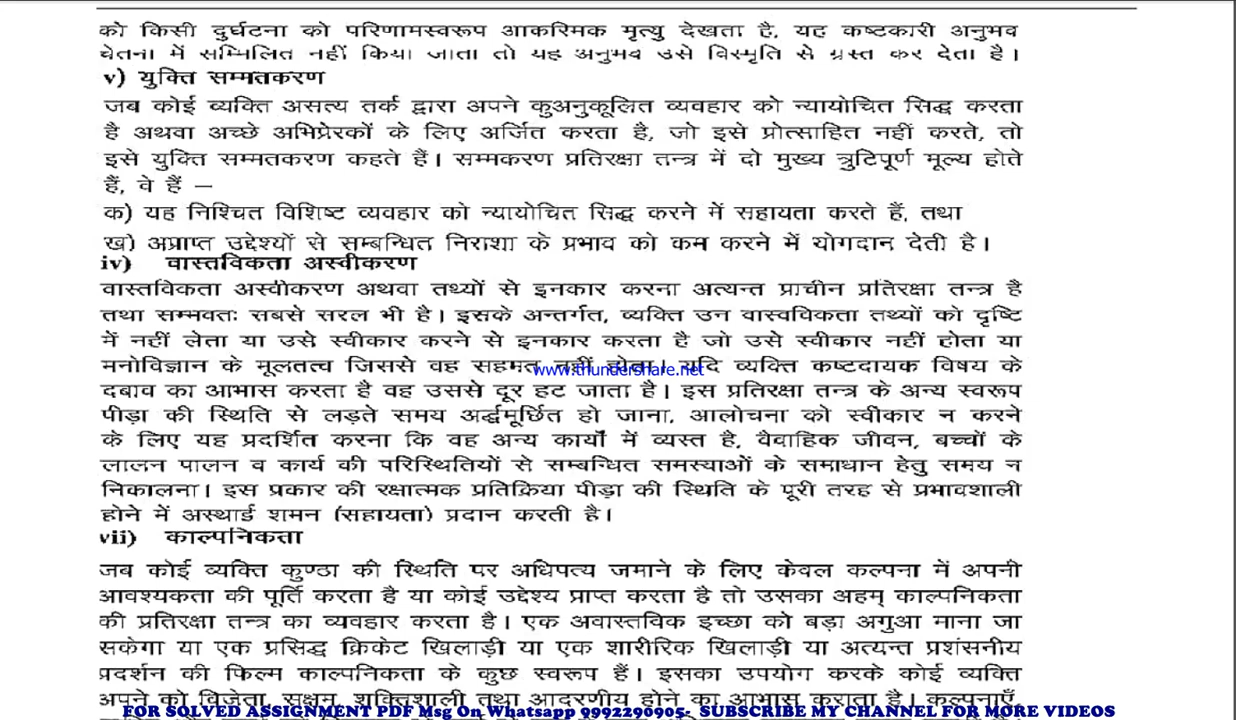 को किसी दुर्घटना को परिणामस्वरूप आकस्मिक मृत्यु देखता है, यह कष्टकारी अनुभव
चेतना में सम्मिलित नहीं किया जाता तो यह अनुभव उसे विस्मृति से ग्रस्त कर देता है।
v) युक्ति सम्मतकरण
जब कोई व्यक्ति असत्य तर्क द्वारा अपने कुअनुकूलित व्यवहार को न्यायोचित सिद्ध करता
है अथवा अच्छे अभिप्रेरकों के लिए अर्जित करता है, जो इसे प्रोत्साहित नहीं करते, तो
इसे युक्ति सम्मतकरण कहते हैं। सम्मकरण प्रतिरक्षा तन्त्र में दो मुख्य त्रुटिपूर्ण मूल्य होते
हैं, वे हैं –
क) यह निश्चित विशिष्ट व्यवहार को न्यायोचित सिद्ध करने में सहायता करते हैं, तथा
ख) अप्राप्त उद्देश्यों से सम्बन्धित निराशा के प्रभाव को कम करने में योगदान देती है।
iv) वास्तविकता अस्वीकरण
वास्तविकता अस्वीकरण अथवा तथ्यों से इनकार करना अत्यन्त प्राचीन प्रतिरक्षा तन्त्र है
तथा सम्मवतः सबसे सरल भी है। इसके अन्तर्गत, व्यक्ति उन वास्वविकता तथ्यों को दृष्टि
में नहीं लेता या उसे स्वीकार करने से इनकार करता है जो उसे स्वीकार नहीं होता या
मनोविज्ञान के मूलतत्व जिससे वह सहमत नहीं होता। यदि व्यक्ति कष्टदायक विषय के
www.thundershare.net
दबाव का आभास करता है वह उससे दूर हट जाता है। इस प्रतिरक्षा तन्त्र के अन्य स्वरूप
पीड़ा की स्थिति से लड़ते समय अर्द्धमूर्छित हो जाना, आलोचना को स्वीकार न करने
के लिए यह प्रदर्शित करना कि वह अन्य कार्यों में व्यस्त है, वैवाहिक जीवन, बच्चों के
लालन पालन व कार्य की परिस्थितियों से सम्बन्धित समस्याओं के समाधान हेतु समय न
निकालना। इस प्रकार की रक्षात्मक प्रतिक्रिया पीड़ा की स्थिति के पूरी तरह से प्रभावशाली
होने में अस्थाई शमन (सहायता) प्रदान करती है।
vii) काल्पनिकता
जब कोई व्यक्ति कुण्ठा की स्थिति पर अधिपत्य जमाने के लिए केवल कल्पना में अपनी
आवश्यकता की पूर्ति करता है या कोई उद्देश्य प्राप्त करता है तो उसका अहम् काल्पनिकता
की प्रतिरक्षा तन्त्र का व्यवहार करता है। एक अवास्तविक इच्छा को बड़ा अगुआ माना जा
सकेगा या एक प्रसिद्ध क्रिकेट खिलाड़ी या एक शारीरिक खिलाड़ी या अत्यन्त प्रशंसनीय
प्रदर्शन की फिल्म काल्पनिकता के कुछ स्वरूप हैं। इसका उपयोग करके कोई व्यक्ति
अपने को विजेता, सक्षम, शक्तिशाली तथा आदरणीय होने का आभास कराता है। कल्पनाएँ,
FOR SOLVED ASSIGNMENT PDF Msg On Whatsapp 9992290905- SUBSCRIBE MY CHANNEL FOR MORE VIDEOS